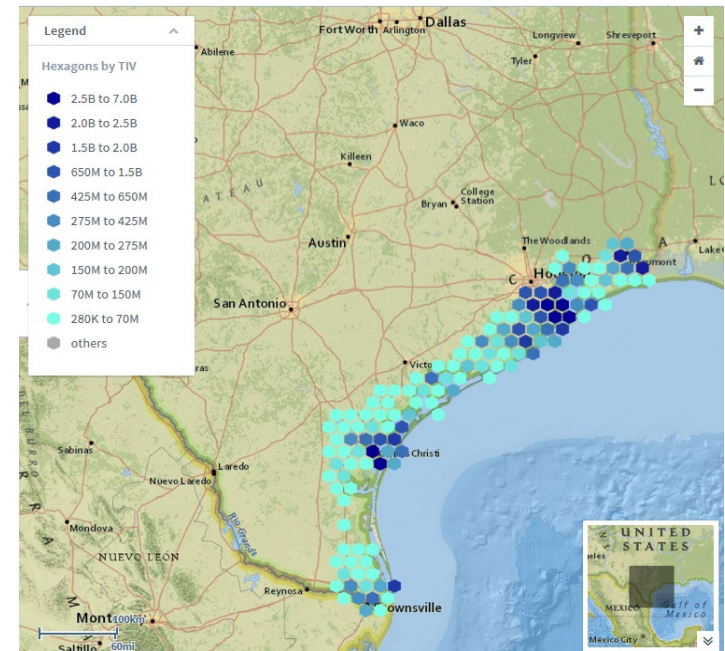 Legend
Hexagons by TIV
2.5B to 7.0B
2.0B to 2.5B
1.5B to 2.0B
650M to 1.5B
425M to 650M
275M to 425M
200M to 275M
150M to 200M
70M to 150M
280K to 70M
others
Dallas
Fort Worth
Arlington
Abilene
Longview
Shreveport
Tyler
Waco
Killeen
College
Station
Bryan
ATEAU
Austin
The Woodlands
Lake
San Antonio
Victo
Christi
Sabinas
Laredo
Nuevo Laredo
Rio Grande
Mondova
NUEVO LEON
Reynosa
ownsville
Mont
100km
60mi
Saltillo
UNITED
STATES
MEXICO
Gulf of
Mexico
Mexico City